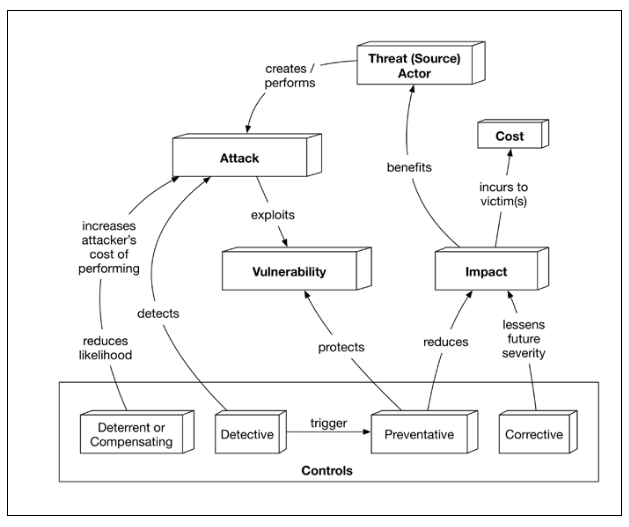 Threat (Source)
Actor
creates /
performs
Cost
Attack
benefits
incurs to
victim(s)
increases
attacker's
cost of
performing
exploits
Vulnerability
Impact
detects
reduces
likelihood
protects
reduces
lessens
future
severity
Deterrent or
Compensating
Detective
trigger
Preventative
Corrective
Controls